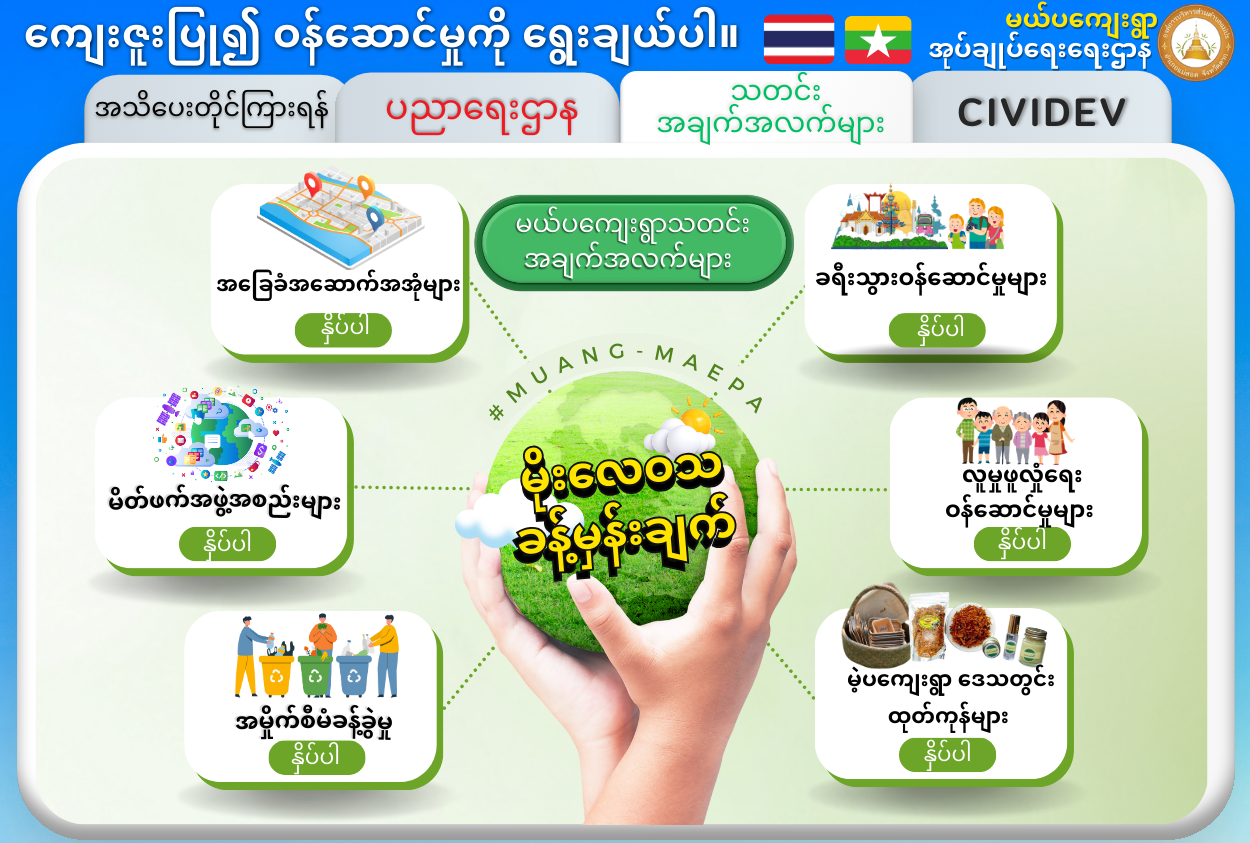 ကျေးဇူးပြု၍ ဝန်ဆောင်မှုကို ရွေးချယ်ပါ။
မယ်ပကျေးရွာ
အုပ်ချုပ်ရေးရေးဌာန
အသိပေးတိုင်ကြားရန်
ပညာရေးဌာန
သတင်း
အချက်အလက်များ
CIVIDEV
မယ်ပကျေးရွာသတင်း
အချက်အလက်များ
အခြေခံအဆောက်အအုံများ
နှိပ်ပါ
ခရီးသွားဝန်ဆောင်မှုများ
နှိပ်ပါ
#MUANG-MAEPA
မိုးလေဝသ
ခန့်မှန်းချက်
မိတ်ဖက်အဖွဲ့အစည်းများ
နှိပ်ပါ
လူမှုဖူလှုံရေး
ဝန်ဆောင်မှုများ
နှိပ်ပါ
အမှိုက်စီမံခန့်ခွဲမှု
နှိပ်ပါ
မဲ့ပကျေးရွာ ဒေသတွင်း
ထုတ်ကုန်များ
နှိပ်ပါ